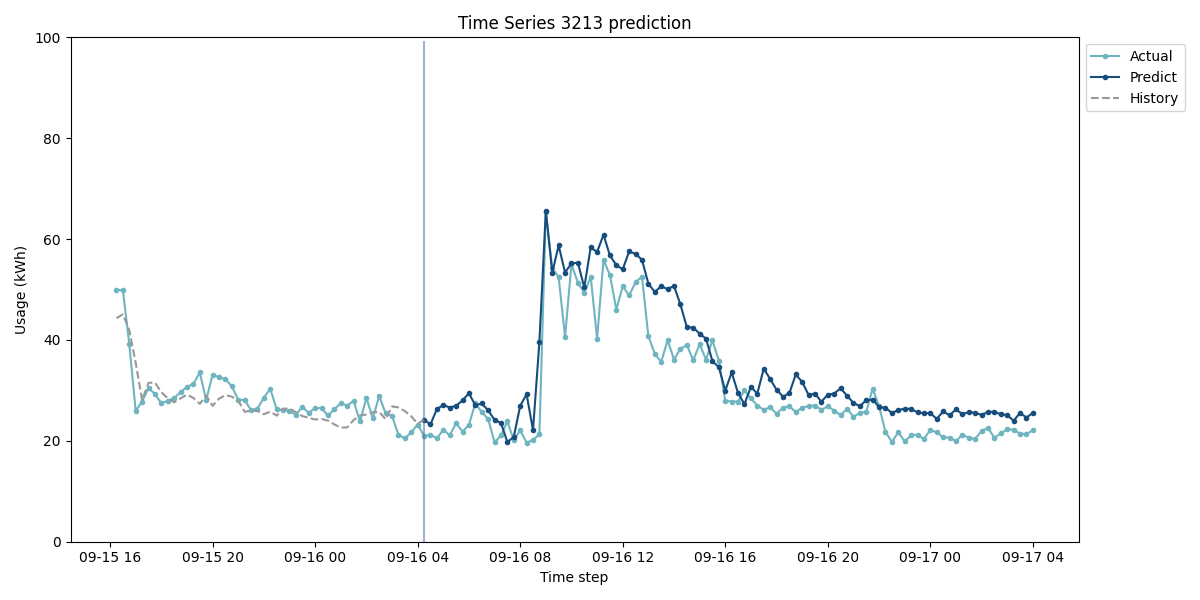 Time Series 3213 prediction
100
80
60
40
20
0
Usage (kWh)
09-15 16
09-15 20
09-16 00
09-16 04
09-16 08
09-16 12
09-16 16
09-16 20
09-17 00
09-17 04
Time step
Actual
Predict
History